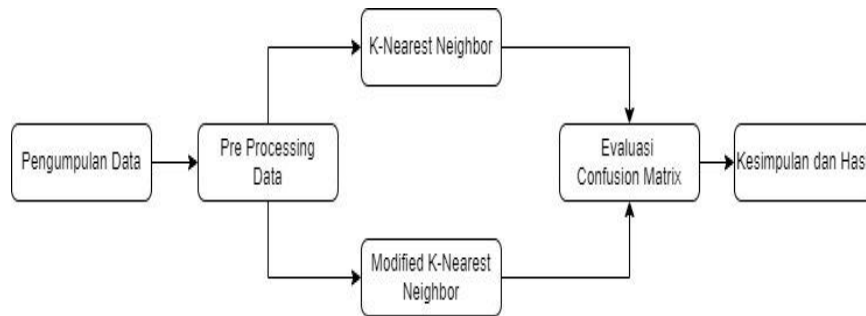 K-Nearest Neighbor
Pengumpulan Data
Pre Processing
Data
Evaluasi
Confusion Matrix
Kesimpulan dan Has
Modified K-Nearest
Neighbor